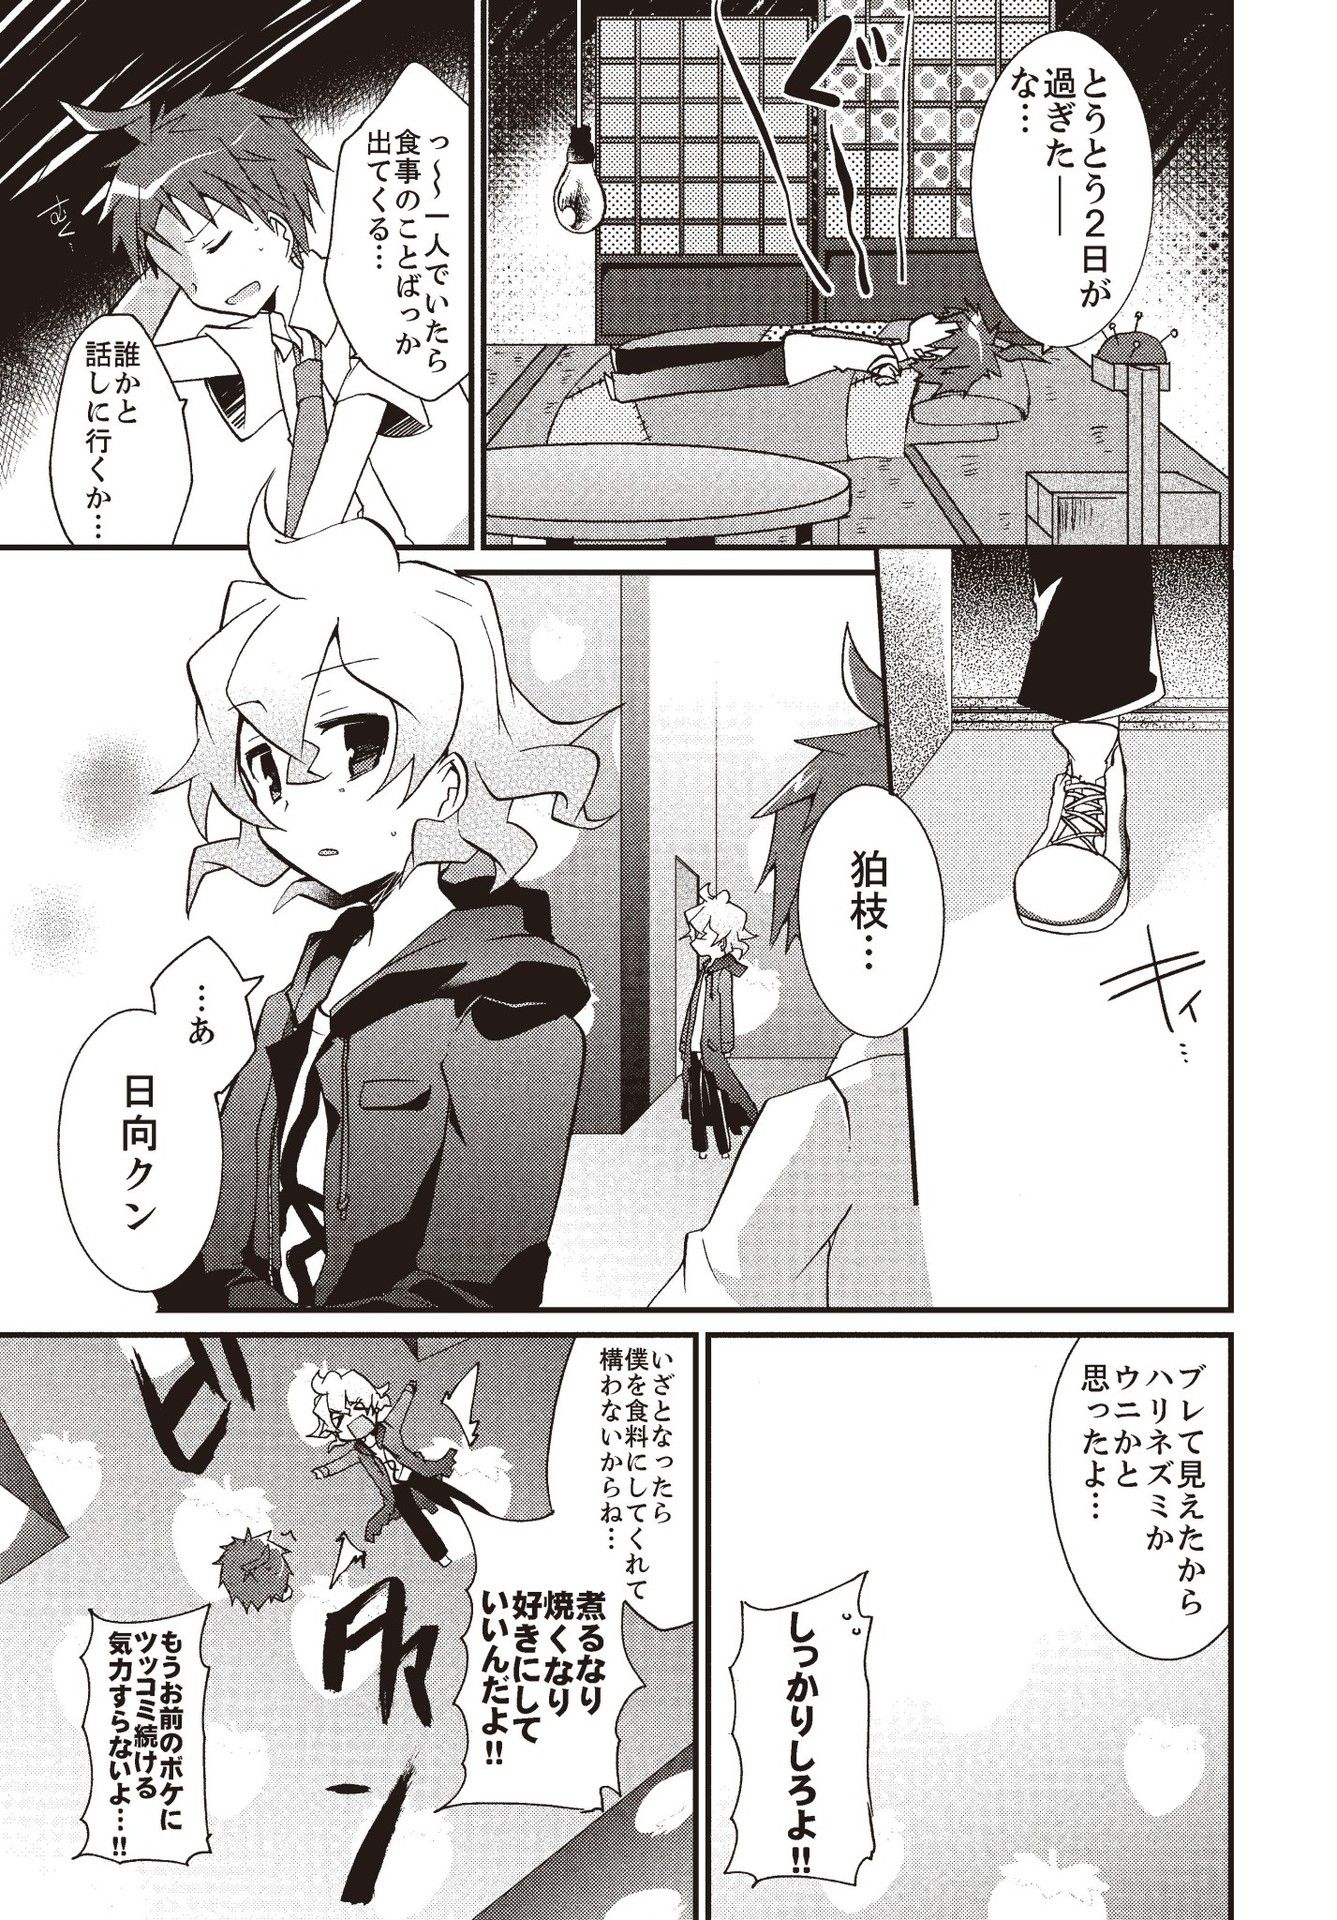 とうとう2日が
過ぎた――
な…
ぐぅ〜
っ〜一人でいたら
食事のことばっか
出てくる…
むく…
誰かと
話しに行くか…
キィ…
狛枝…
…あ
日向クン
ブレて見えたから
ハリネズミか
ウニかと
思ったよ…
しっかりしろよ!!
いざとなったら
僕を食料にしてくれて
構わないからね…
煮るなり
焼くなり
好きにして
いいんだよ!!
もうお前のボケに
ツッコミ続ける
気力すらないよ…!!